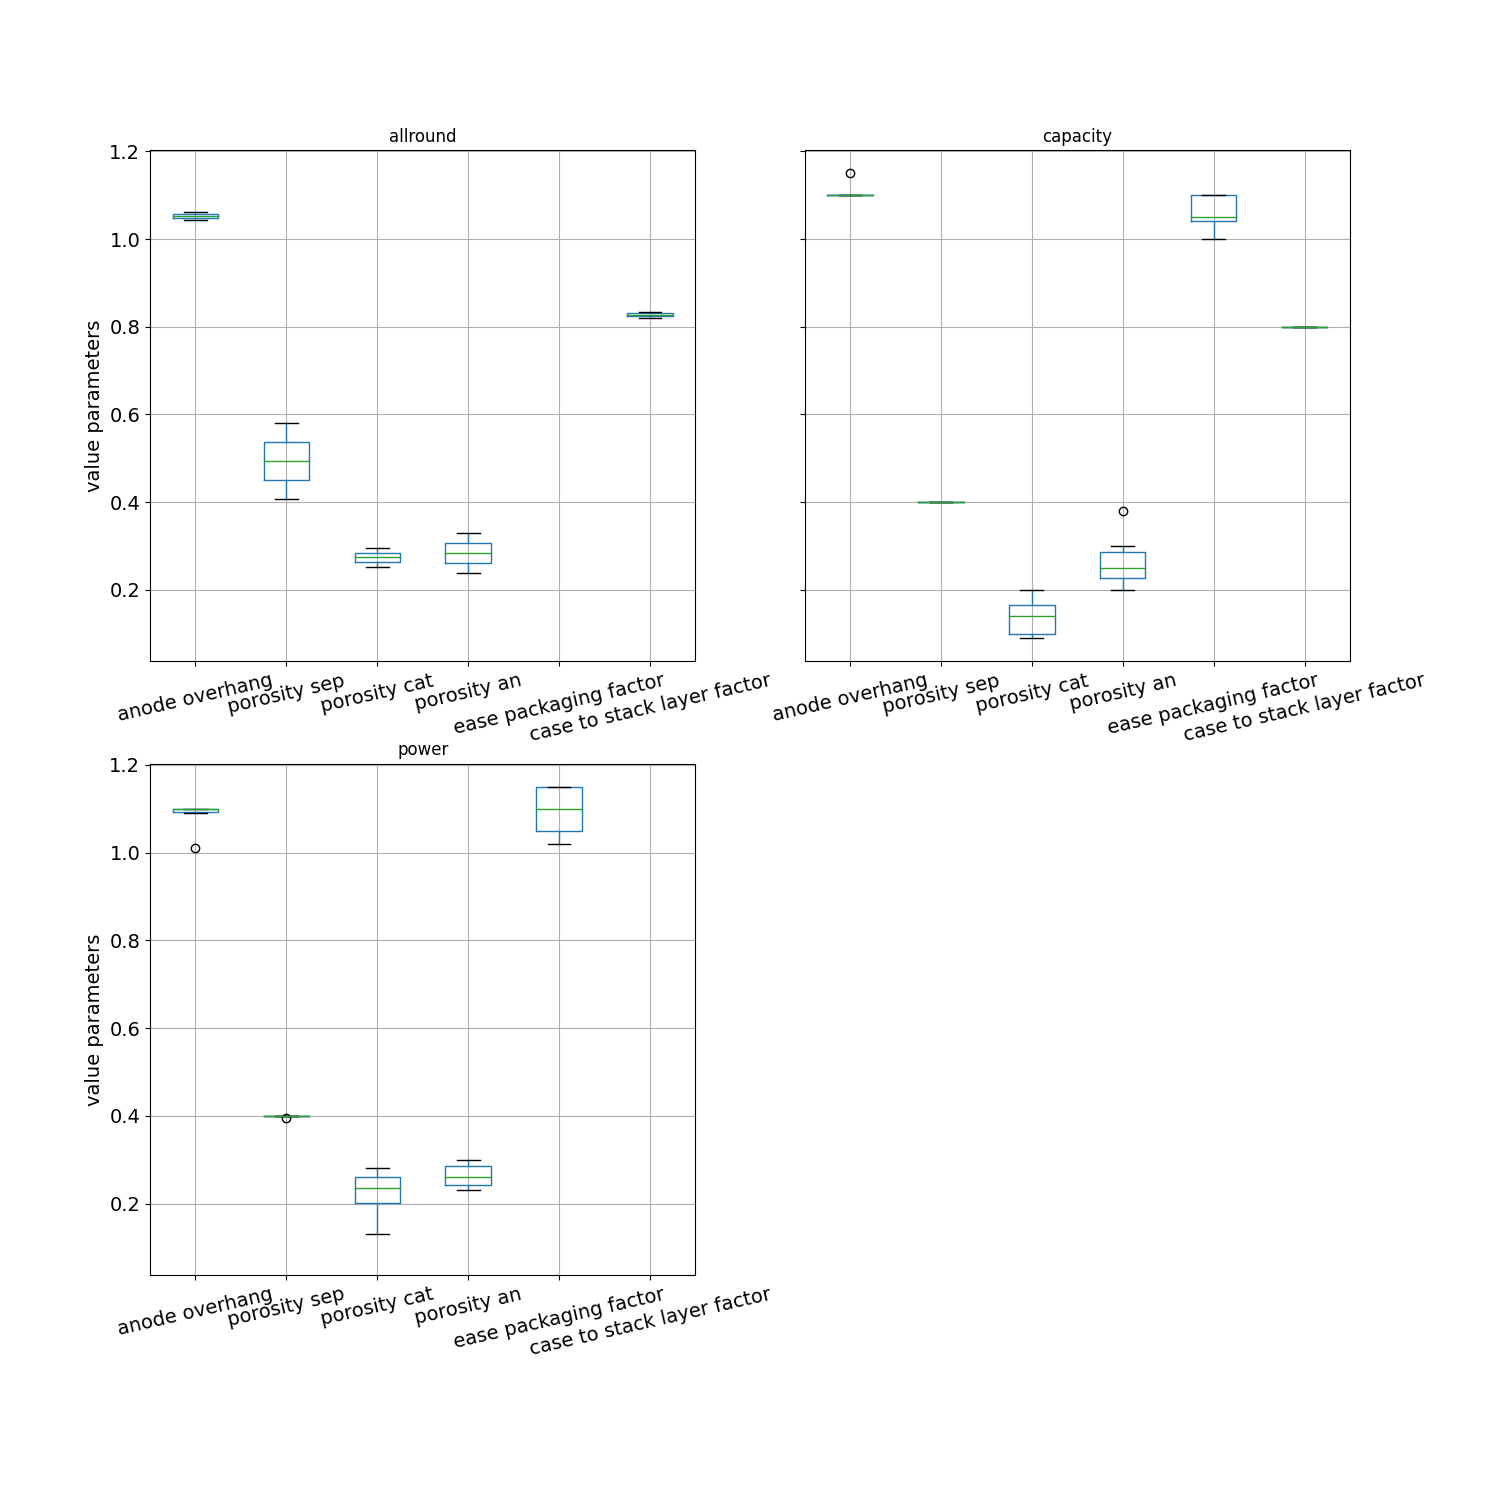 allround
1.2
1.0
0.8
0.6
0.4
0.2
value parameters
anode overhang
porosity sep
porosity cat
porosity an
ease packaging factor
case to stack layer factor
capacity
anode overhang
porosity sep
porosity cat
porosity an
ease packaging factor
case to stack layer factor
power
1.2
1.0
0.8
0.6
0.4
0.2
value parameters
anode overhang
porosity sep
porosity cat
porosity an
ease packaging factor
case to stack layer factor